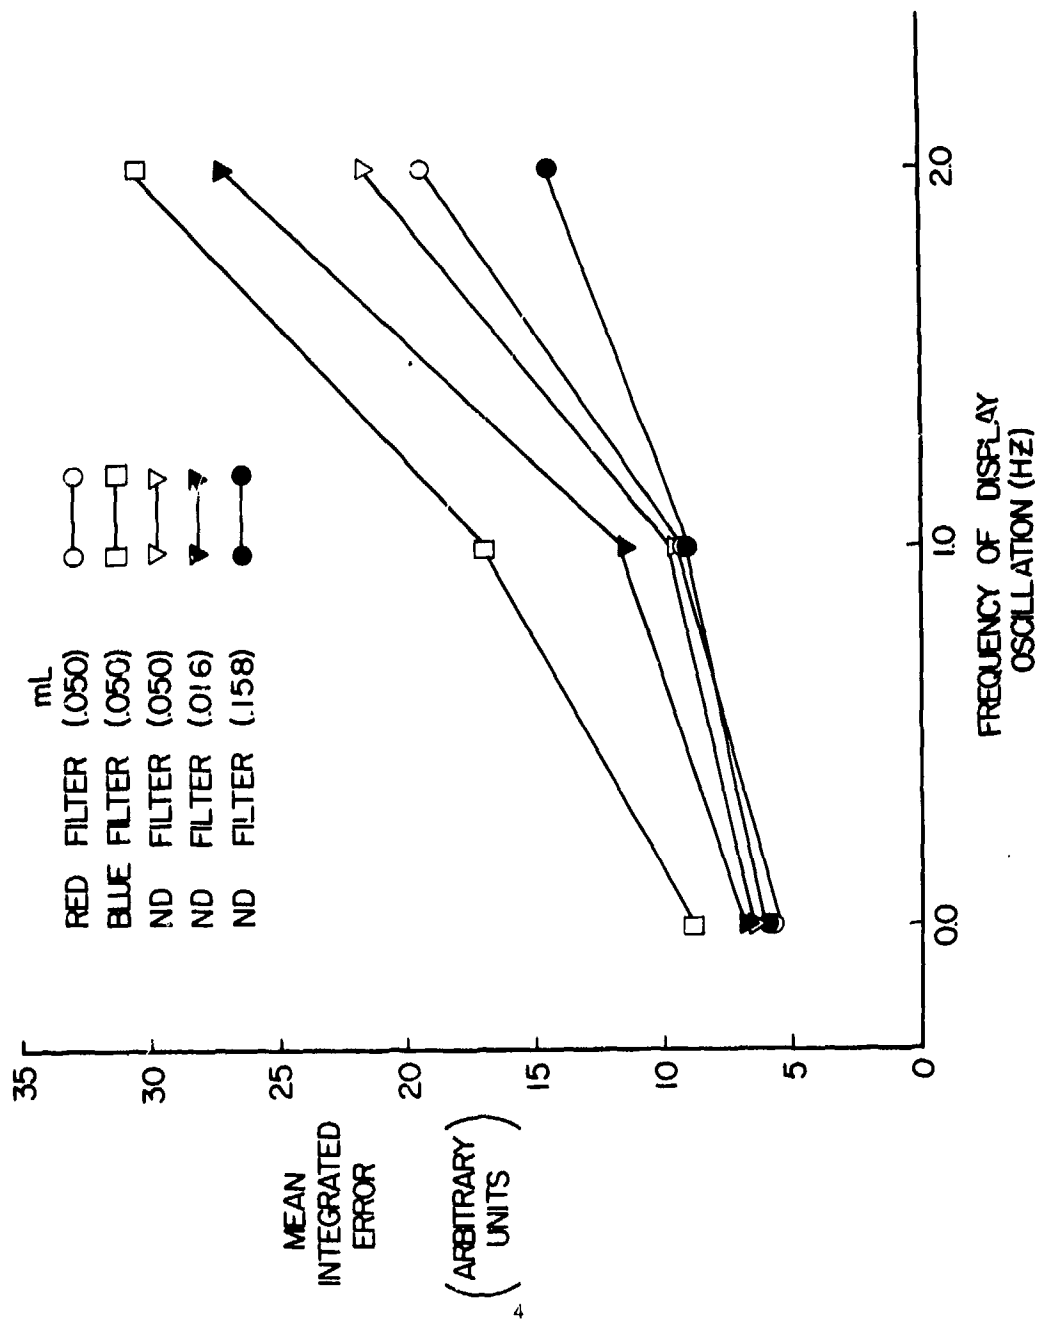 mL
RED FILTER (.050)
BLUE FILTER (.050)
ND FILTER (.050)
ND FILTER (.016)
ND FILTER (.158)
35
30
25
20
15
10
5
0
MEAN
INTEGRATED
ERROR
(ARBITRARY
UNITS)
0.0
1.0
2.0
FREQUENCY OF DISPLAY
OSCILLATION (HZ)
4